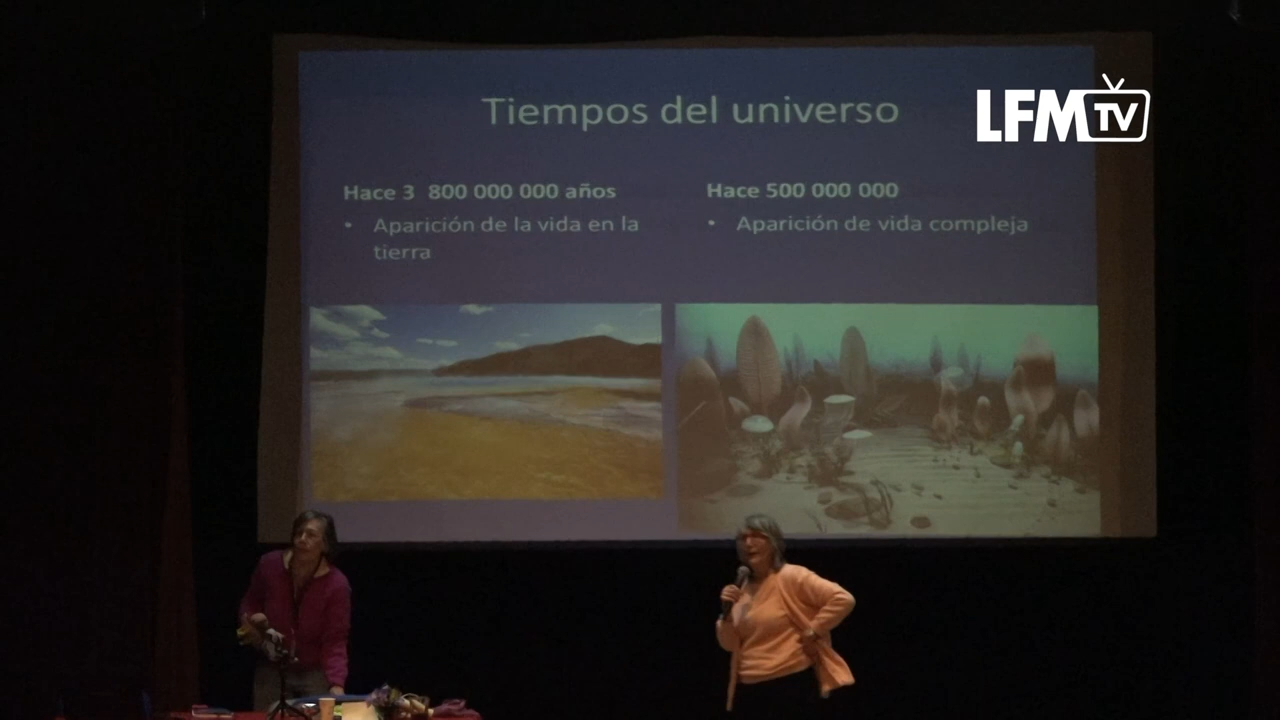 Tiempos del universo
LFM TV
Hace 3 800 000 000 años
• Aparición de la vida en la
tierra
Hace 500 000 000
• Aparición de vida compleja